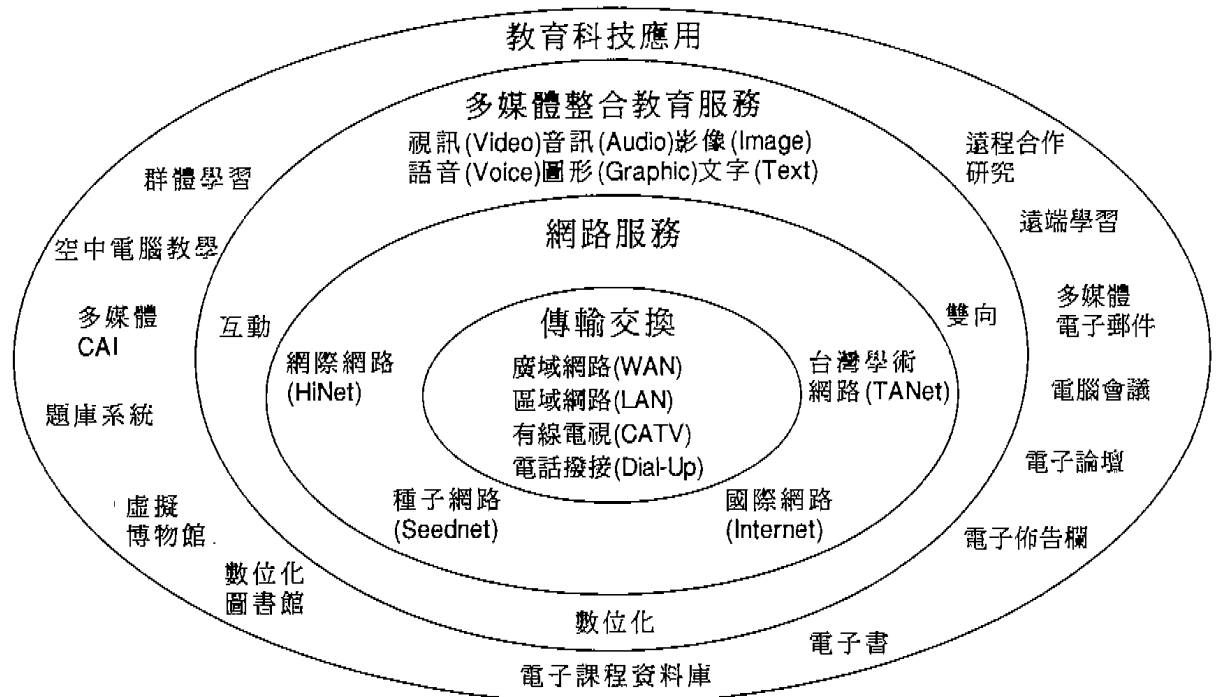 教育科技應用
多媒體整合教育服務
視訊(Video)音訊(Audio)影像(Image)
語音(Voice)圖形(Graphic)文字(Text)
網路服務
傳輸交換
廣域網路(WAN)
區域網路(LAN)
有線電視(CATV)
電話撥接(Dial-Up)
網際網路
(HiNet)
台灣學術
網路(TANet)
種子網路
(Seednet)
國際網路
(Internet)
互動
雙向
數位化
群體學習
空中電腦教學
多媒體
CAI
題庫系統
虛擬
博物館
數位化
圖書館
電子課程資料庫
電子書
電子佈告欄
電子論壇
電腦會議
多媒體
電子郵件
遠端學習
遠程合作
研究